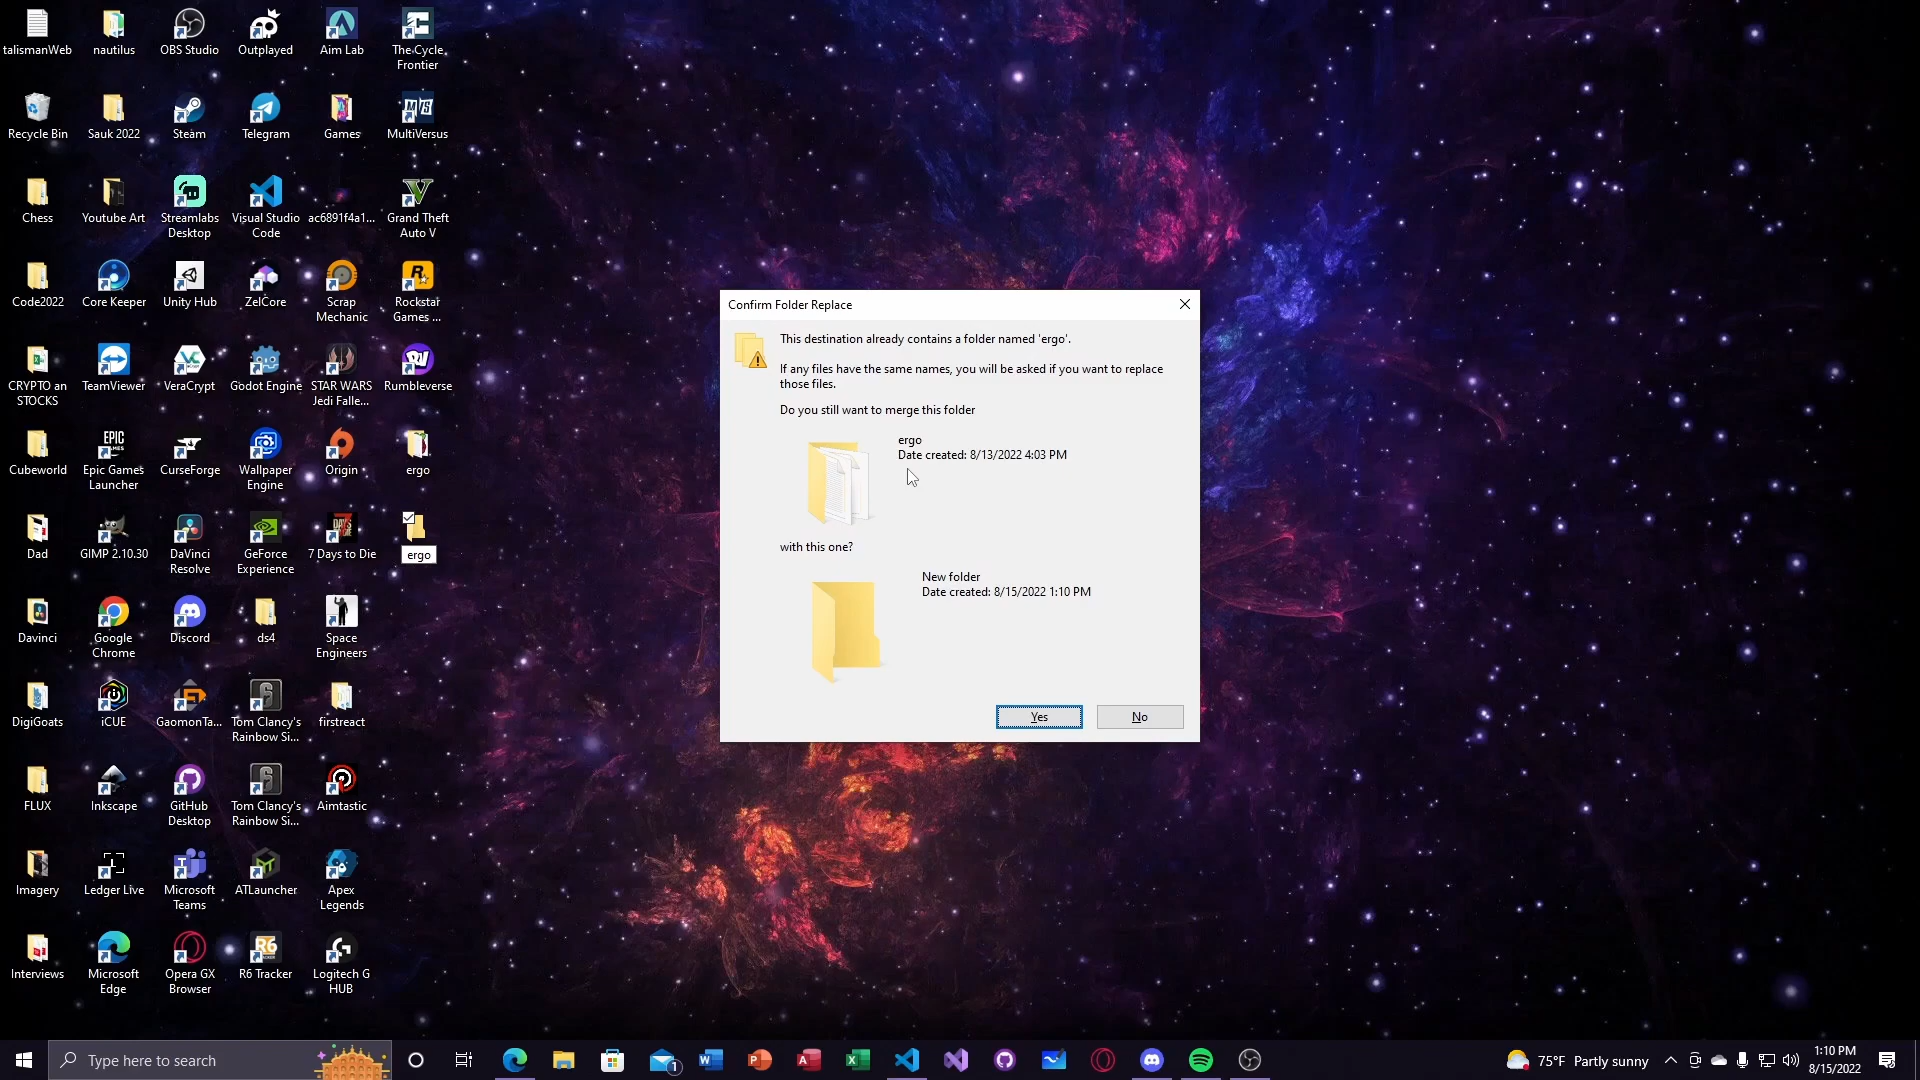 talismanWeb
nautilus
OBS Studio
Outplayed
Aim Lab
The Cycle
Frontier
Recycle Bin
Sauk 2022
Steam
Telegram
Games
MultiVersus
Chess
Youtube Art
Streamlabs
Desktop
Visual Studio
Code
ac6891f4a1...
Grand Theft
Auto V
Code2022
Core Keeper
Unity Hub
ZelCore
Scrap
Mechanic
Rockstar
Games ...
CRYPTO an
STOCKS
TeamViewer
VeraCrypt
Godot Engine
STAR WARS
Jedi Falle...
Rumbleverse
Cubeworld
Epic Games
Launcher
CurseForge
Wallpaper
Engine
Origin
ergo
Dad
GIMP 2.10.30
DaVinci
Resolve
GeForce
Experience
7 Days to Die
ergo
Davinci
Google
Chrome
Discord
ds4
Space
Engineers
DigiGoats
iCUE
GaomonTa...
Tom Clancy's
Rainbow Si...
firstreact
FLUX
Inkscape
GitHub
Desktop
Tom Clancy's
Rainbow Si...
Aimtastic
Imagery
Ledger Live
Microsoft
Teams
ATLauncher
Apex
Legends
Interviews
Microsoft
Edge
Opera GX
Browser
R6 Tracker
Logitech G
HUB
Confirm Folder Replace
This destination already contains a folder named 'ergo'.
If any files have the same names, you will be asked if you want to replace
those files.
Do you still want to merge this folder
ergo
Date created: 8/13/2022 4:03 PM
with this one?
New folder
Date created: 8/15/2022 1:10 PM
Yes
No
Type here to search
1
75°F Partly sunny
1:10 PM
8/15/2022